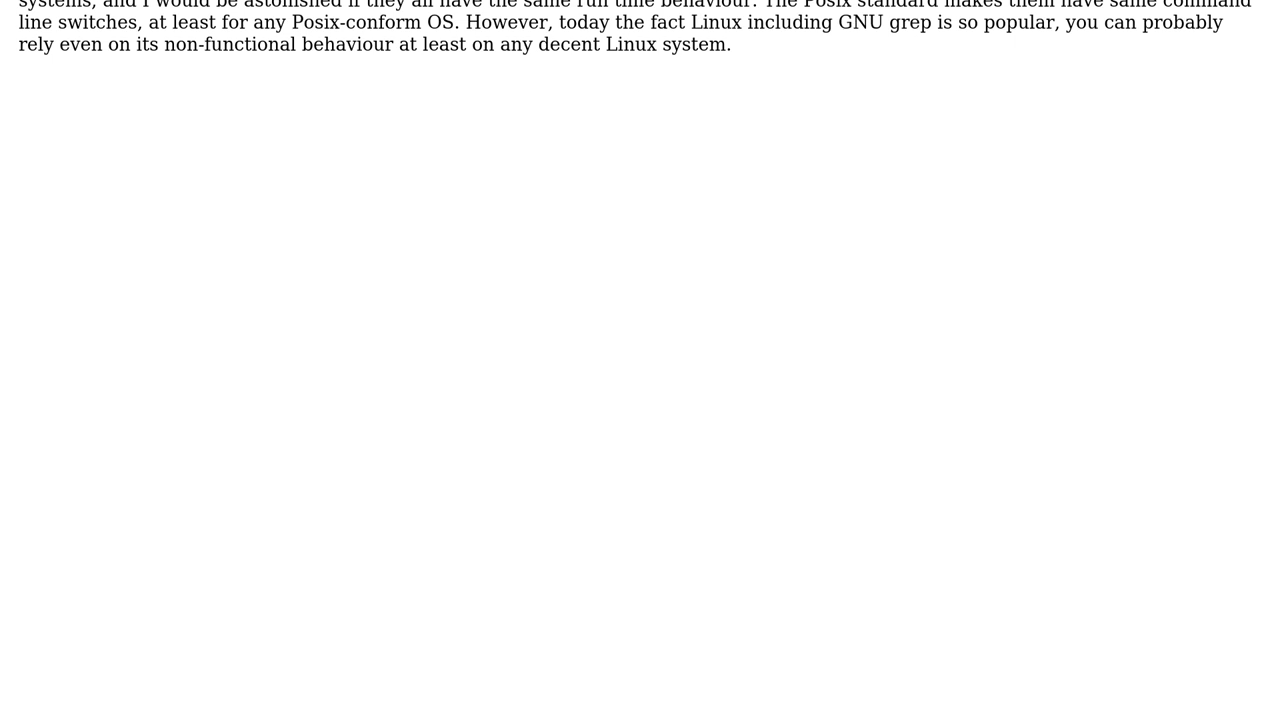 systems, and I would be astonished if they all have the same run time behaviour. The Posix standard makes them have same command
line switches, at least for any Posix-conform OS. However, today the fact Linux including GNU grep is so popular, you can probably
rely even on its non-functional behaviour at least on any decent Linux system.